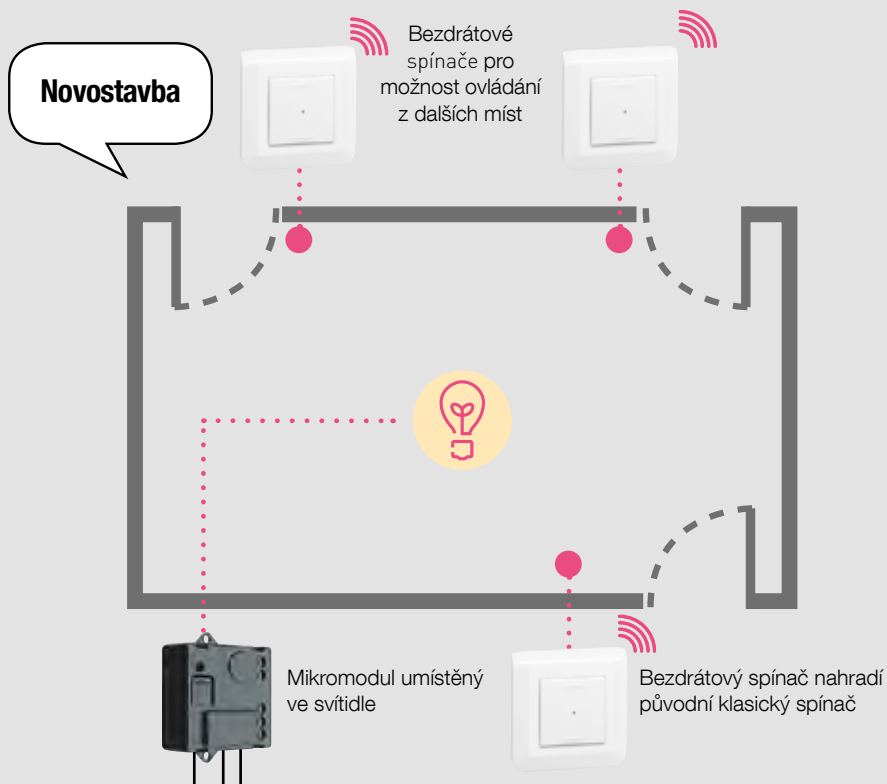 Novostavba
Bezdrátové
spínače pro
možnost ovládání
z dalších míst
Mikromodul umístěný
ve svítidle
Bezdrátový spínač nahradí
původní klasický spínač